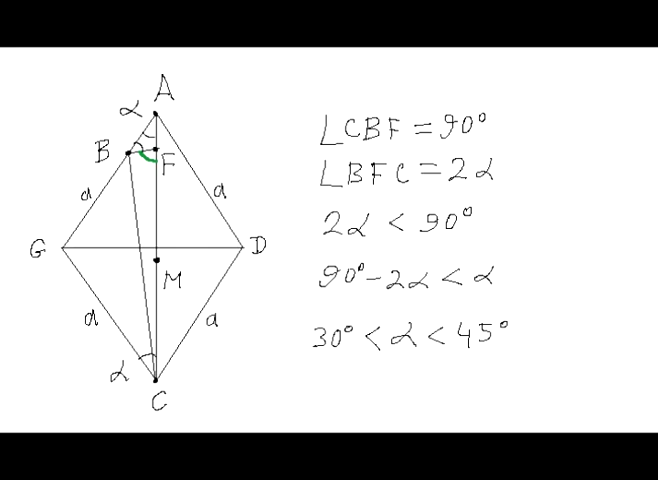 A
α
B
F
a
a
G
D
M
a
a
α
C
∠CBF = 90°
∠BFC = 2α
2α < 90°
90° - 2α < α
30° < α < 45°